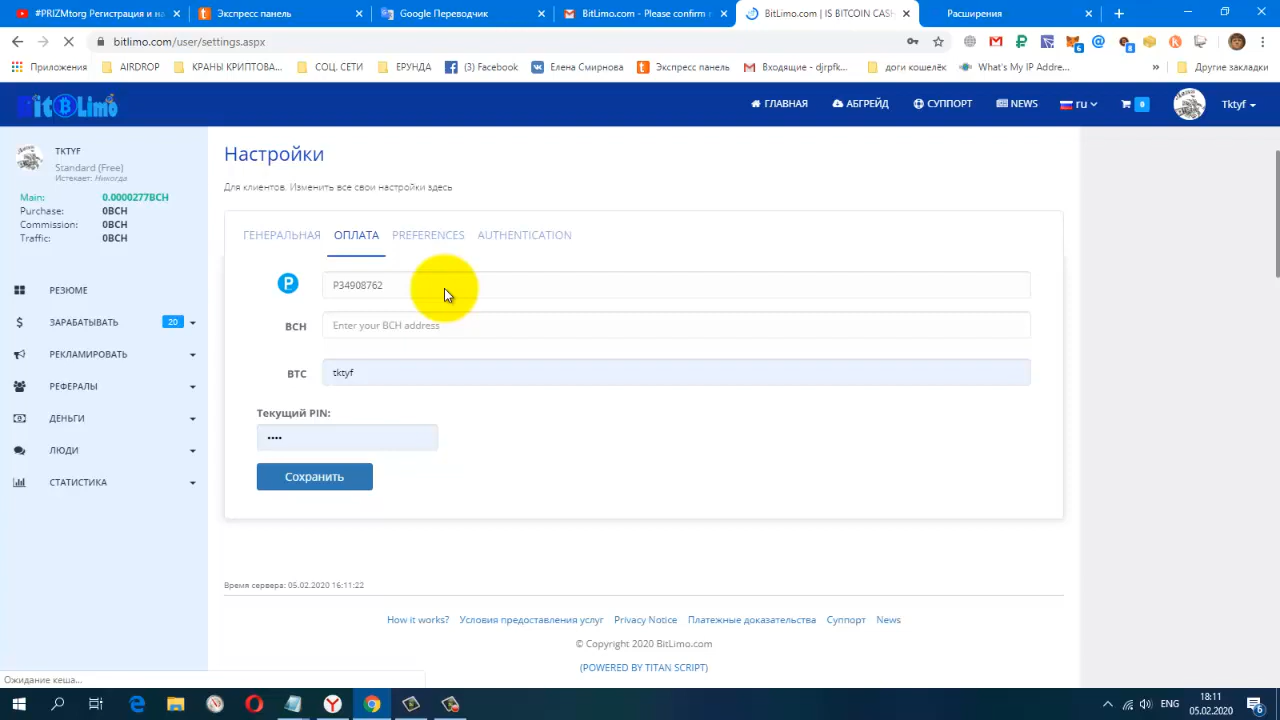 #PRIZMtorg Регистрация и на
Экспресс панель
Google Переводчик
BitLimo.com - Please confirm r
BitLimo.com | IS BITCOIN CASH
Расширения
bitlimo.com/user/settings.aspx
Приложения
AIRDROP
КРАНЫ КРИПТОВА...
СОЦ. СЕТИ
ЕРУНДА
(3) Facebook
Елена Смирнова
Экспресс панель
Входящие - djrpfk...
доги кошелёк
What's My IP Addre...
»
Другие закладки
BitLimo
ГЛАВНАЯ
АБГРЕЙД
СУППОРТ
NEWS
ru
0
Tktyf
TKTYF
Standard (Free)
Истекает: Никогда
Main: 0.0000277BCH
Purchase: 0BCH
Commission: 0BCH
Traffic: 0BCH
РЕЗЮМЕ
ЗАРАБАТЫВАТЬ 20
РЕКЛАМИРОВАТЬ
РЕФЕРАЛЫ
ДЕНЬГИ
ЛЮДИ
СТАТИСТИКА
Настройки
Для клиентов. Изменить все свои настройки здесь
ГЕНЕРАЛЬНАЯ ОПЛАТА PREFERENCES AUTHENTICATION
P34908762
BCH Enter your BCH address
BTC tktyf
Текущий PIN:
••••
Сохранить
Время сервера: 05.02.2020 16:11:22
How it works? Условия предоставления услуг Privacy Notice Платежные доказательства Суппорт News
© Copyright 2020 BitLimo.com
(POWERED BY TITAN SCRIPT)
Ожидание кеша...
ENG
18:11
05.02.2020